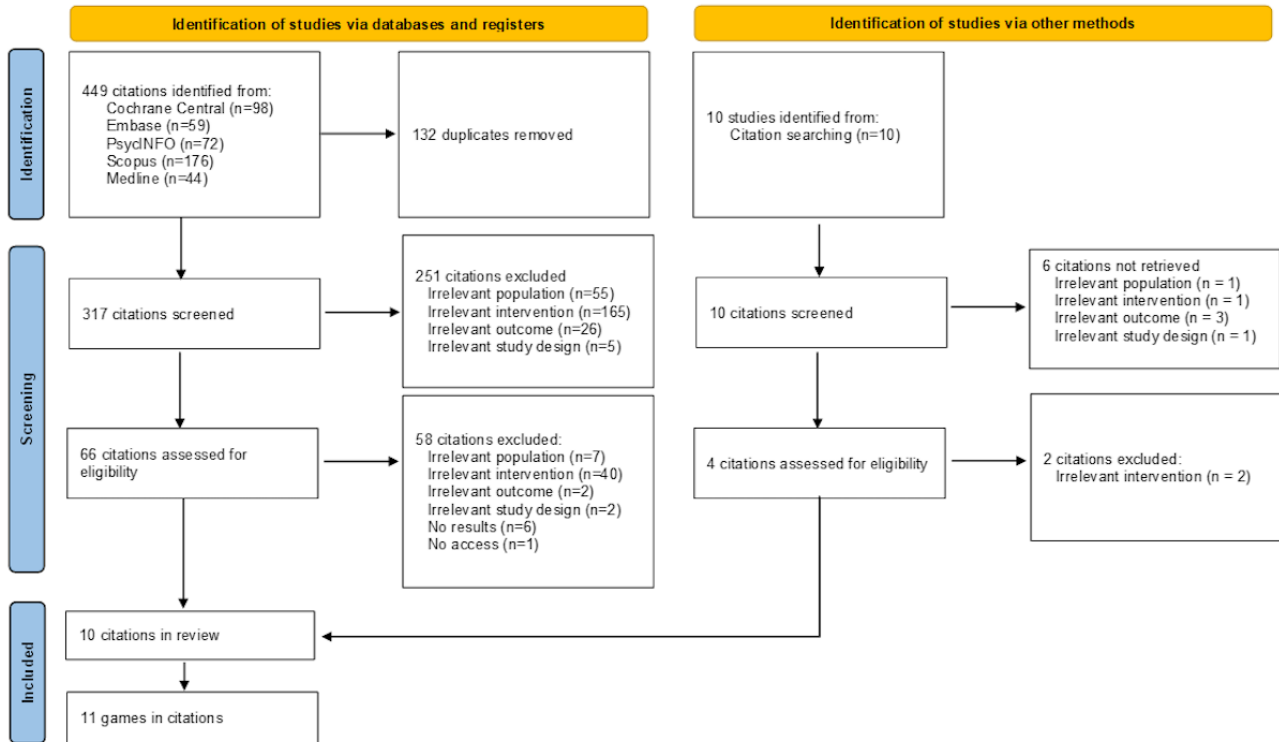 Identification of studies via databases and registers
Identification of studies via other methods
Identification
449 citations identified from:
Cochrane Central (n=98)
Embase (n=59)
PsycINFO (n=72)
Scopus (n=176)
Medline (n=44)
132 duplicates removed
10 studies identified from:
Citation searching (n=10)
Screening
317 citations screened
251 citations excluded
Irrelevant population (n=55)
Irrelevant intervention (n=165)
Irrelevant outcome (n=26)
Irrelevant study design (n=5)
10 citations screened
6 citations not retrieved
Irrelevant population (n = 1)
Irrelevant intervention (n = 1)
Irrelevant outcome (n = 3)
Irrelevant study design (n = 1)
66 citations assessed for
eligibility
58 citations excluded:
Irrelevant population (n=7)
Irrelevant intervention (n=40)
Irrelevant outcome (n=2)
Irrelevant study design (n=2)
No results (n=6)
No access (n=1)
4 citations assessed for eligibility
2 citations excluded:
Irrelevant intervention (n = 2)
Included
10 citations in review
11 games in citations